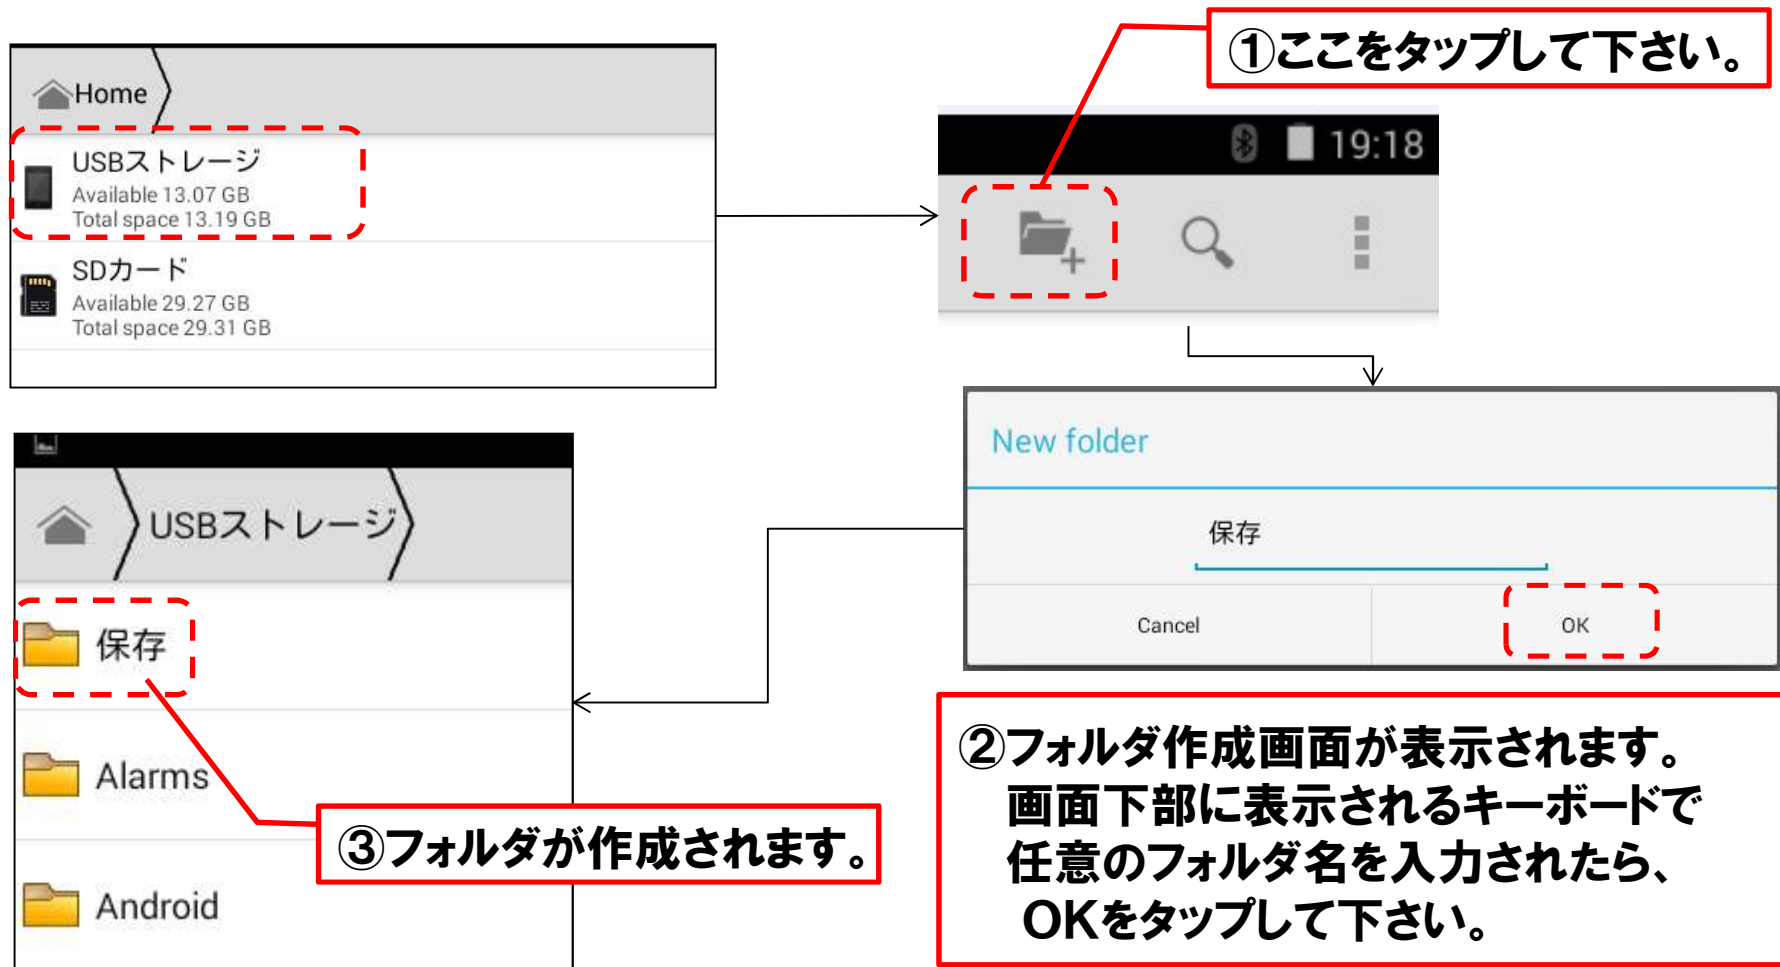 ①ここをタップして下さい。
Home
USBストレージ
Available 13.07 GB
Total space 13.19 GB
SDカード
Available 29.27 GB
Total space 29.31 GB
19:18
New folder
保存
Cancel
OK
②フォルダ作成画面が表示されます。
画面下部に表示されるキーボードで
任意のフォルダ名を入力されたら、
OKをタップして下さい。
USBストレージ
保存
Alarms
Android
③フォルダが作成されます。